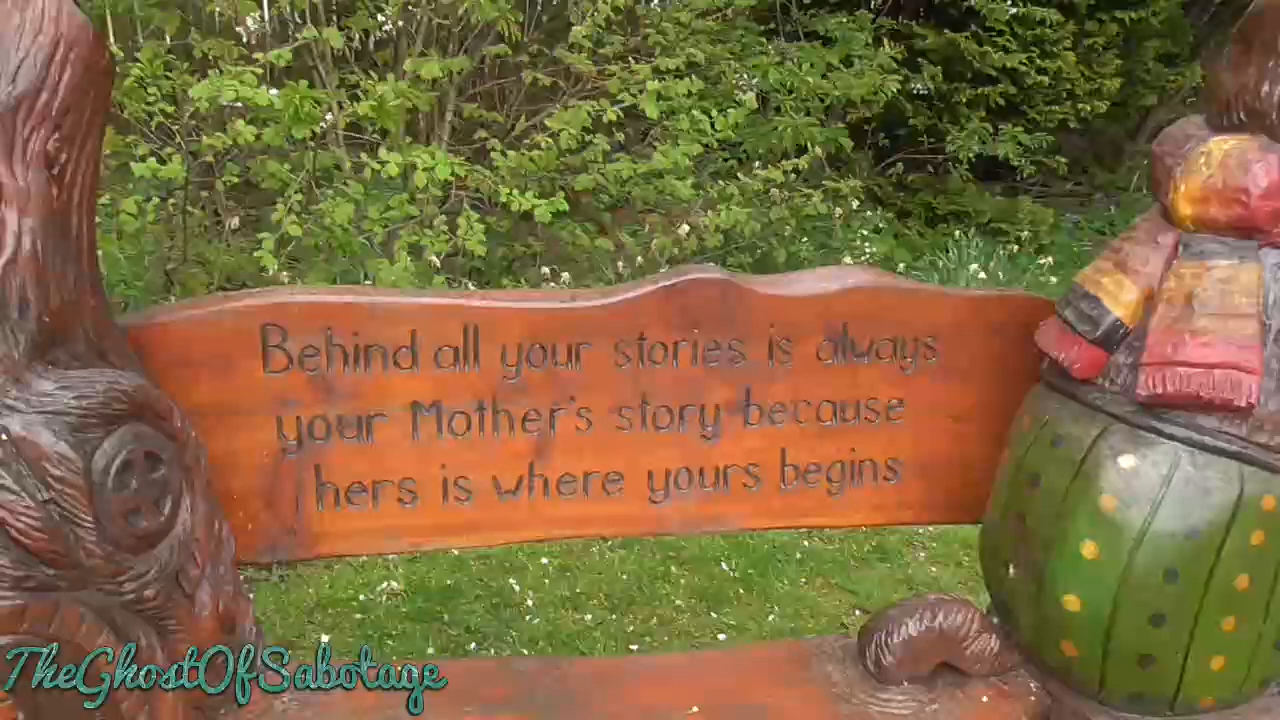 Behind all your stories is always
your Mother's story because
hers is where yours begins
TheGhostOfSabotage